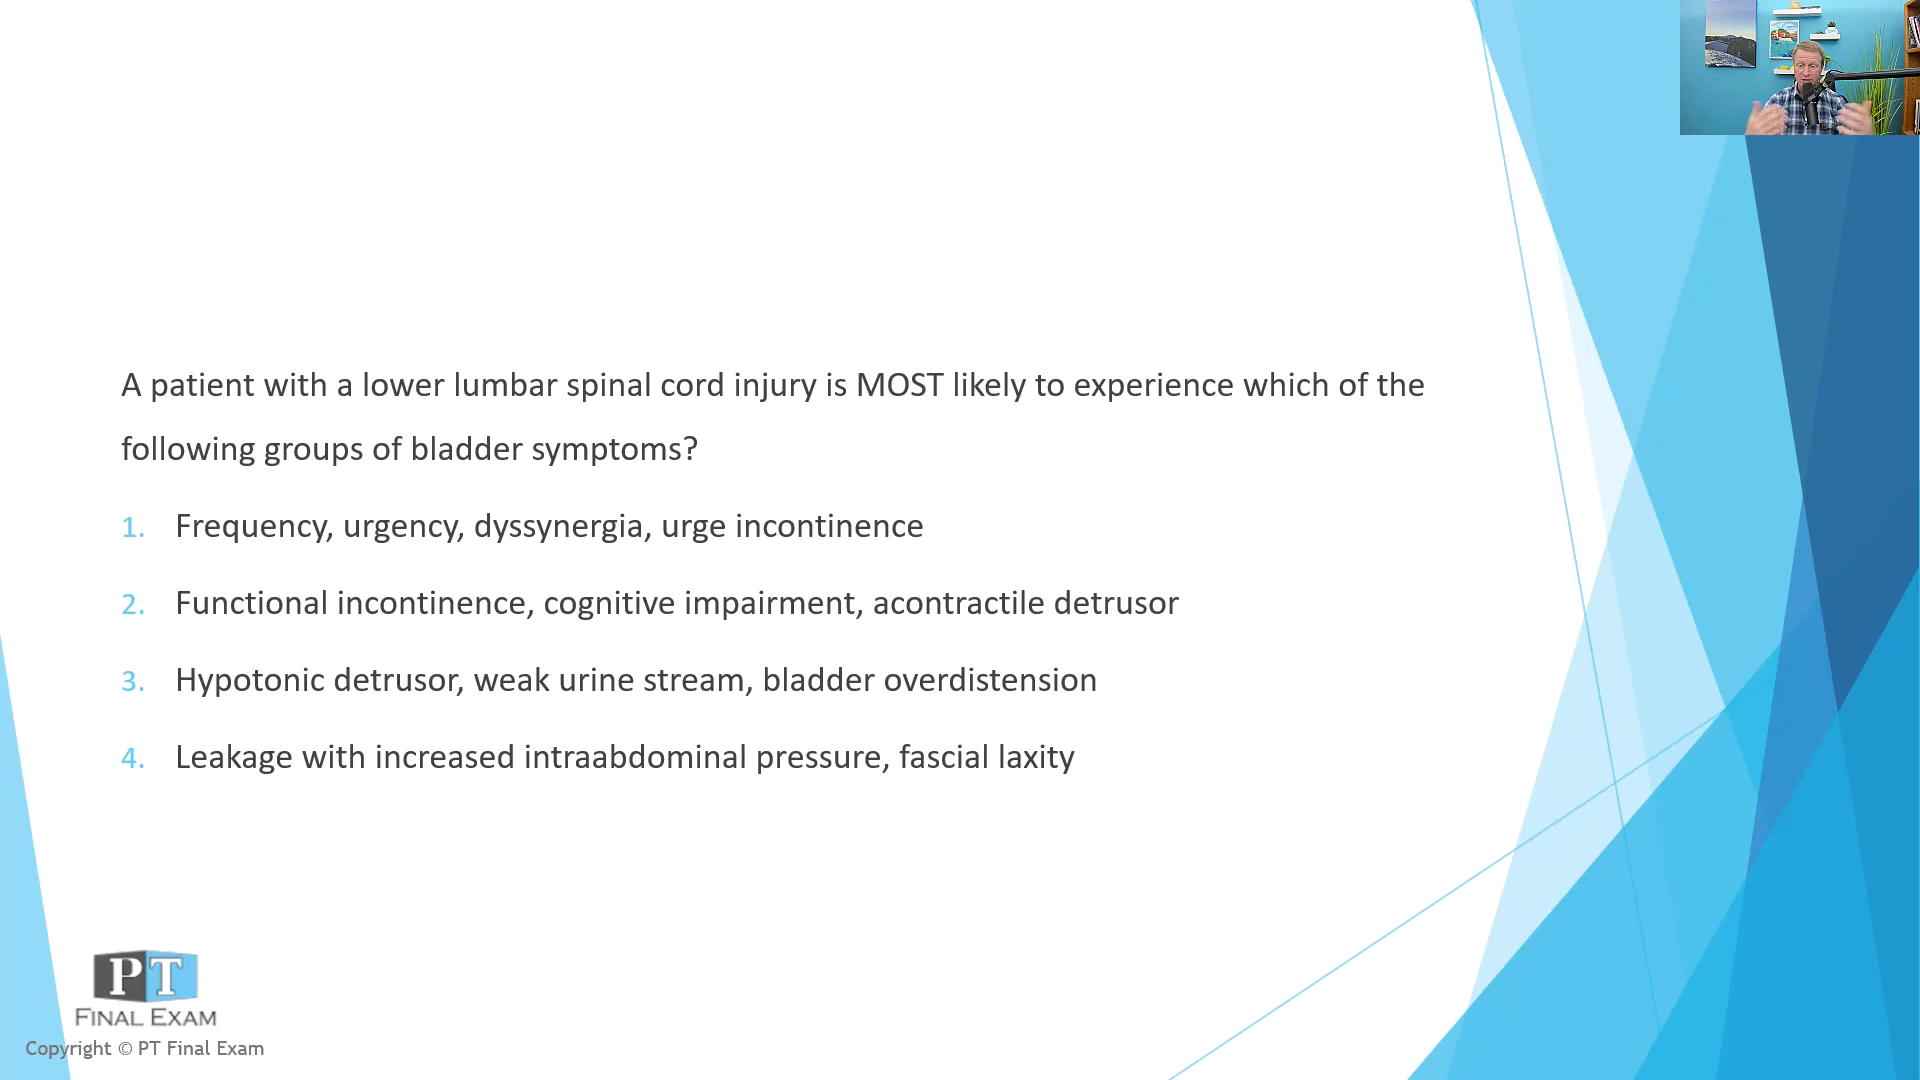 A patient with a lower lumbar spinal cord injury is MOST likely to experience which of the
following groups of bladder symptoms?
1. Frequency, urgency, dyssynergia, urge incontinence
2. Functional incontinence, cognitive impairment, acontractile detrusor
3. Hypotonic detrusor, weak urine stream, bladder overdistension
4. Leakage with increased intraabdominal pressure, fascial laxity
PT
FINAL EXAM
Copyright © PT Final Exam